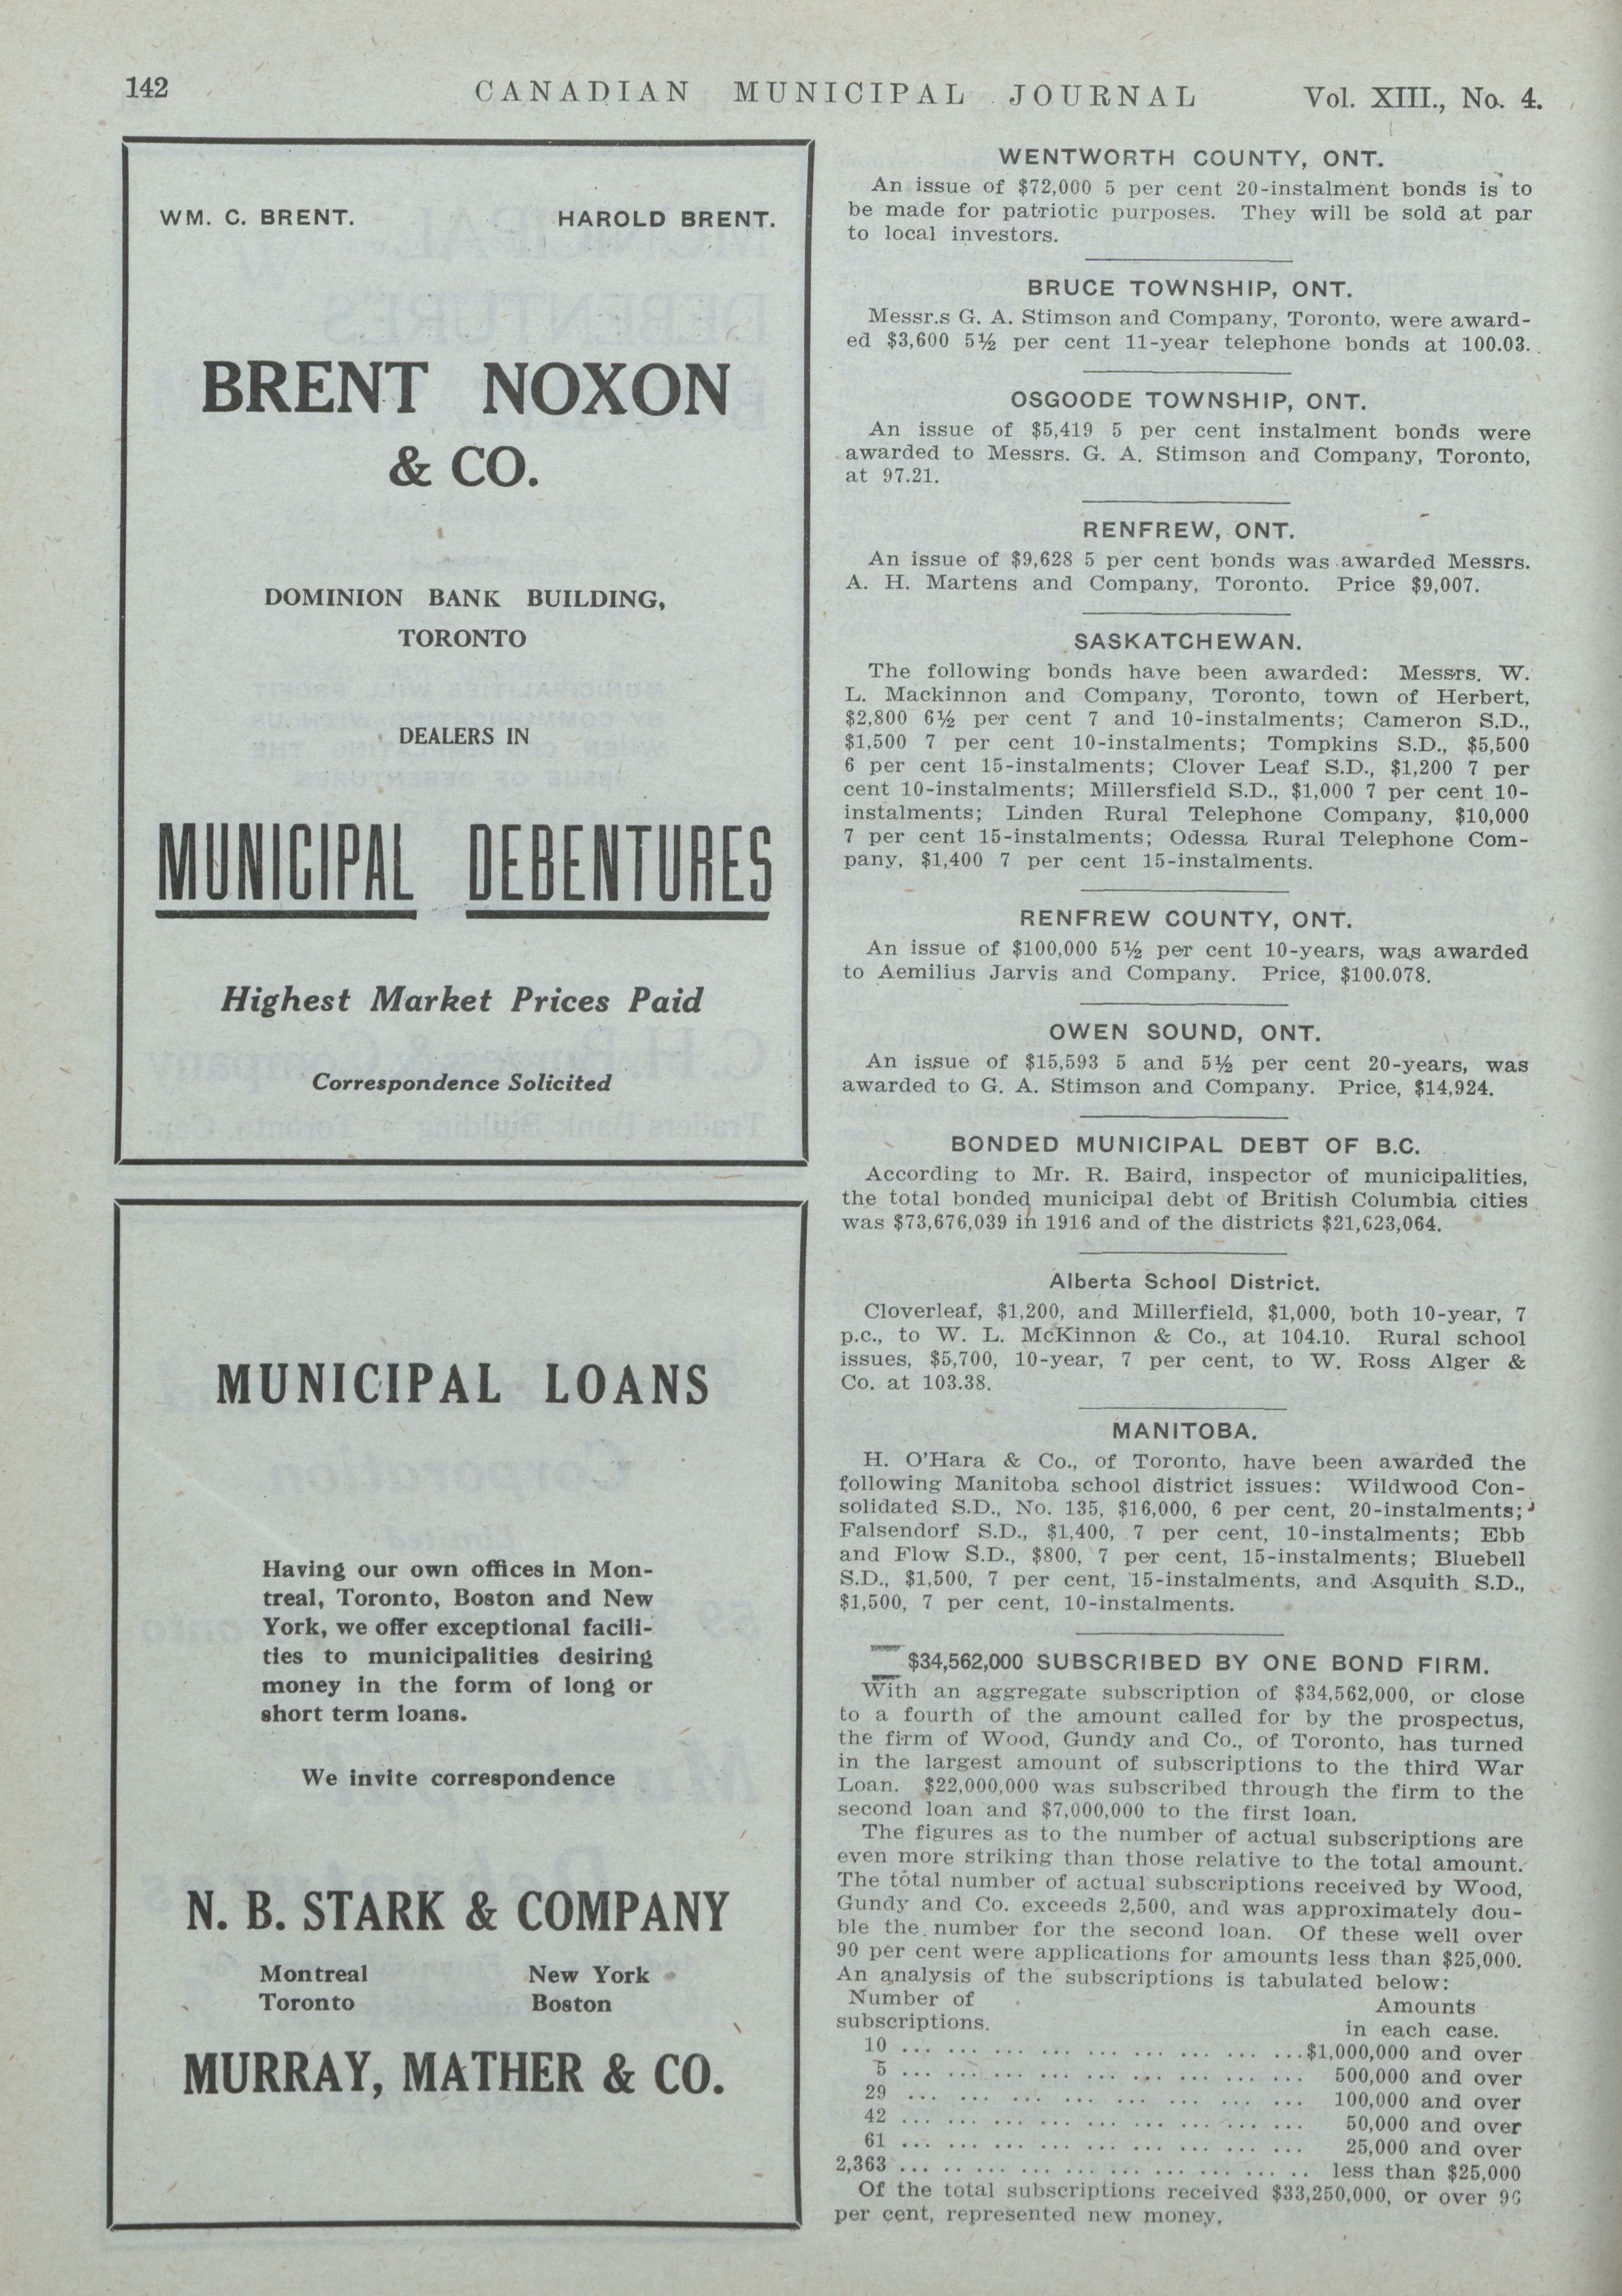 142
CANADIAN MUNICIPAL JOURNAL
Vol. XIII., No. 4.
WM. C. BRENT.
HAROLD BRENT.
BRENT NOXON
& CO.
DOMINION BANK BUILDING,
TORONTO
DEALERS IN
MUNICIPAL DEBENTURES
Highest Market Prices Paid
Correspondence Solicited
MUNICIPAL LOANS
Having our own offices in Mon-
treal, Toronto, Boston and New
York, we offer exceptional facili-
ties to municipalities desiring
money in the form of long or
short term loans.
We invite correspondence
N. B. STARK & COMPANY
Montreal New York
Toronto Boston
MURRAY, MATHER & CO.
WENTWORTH COUNTY, ONT.
An issue of $72,000 5 per cent 20-instalment bonds is to
be made for patriotic purposes. They will be sold at par
to local investors.
BRUCE TOWNSHIP, ONT.
Messr.s G. A. Stimson and Company, Toronto, were award-
ed $3,600 5½ per cent 11-year telephone bonds at 100.03.
OSGOODE TOWNSHIP, ONT.
An issue of $5,419 5 per cent instalment bonds were
awarded to Messrs. G. A. Stimson and Company, Toronto,
at 97.21.
RENFREW, ONT.
An issue of $9,628 5 per cent bonds was awarded Messrs.
A. H. Martens and Company, Toronto. Price $9,007.
SASKATCHEWAN.
The following bonds have been awarded: Messrs. W.
L. Mackinnon and Company, Toronto, town of Herbert,
$2,800 6½ per cent 7 and 10-instalments; Cameron S.D.,
$1,500 7 per cent 10-instalments; Tompkins S.D., $5,500
6 per cent 15-instalments; Clover Leaf S.D., $1,200 7 per
cent 10-instalments; Millersfield S.D., $1,000 7 per cent 10-
instalments; Linden Rural Telephone Company, $10,000
7 per cent 15-instalments; Odessa Rural Telephone Com-
pany, $1,400 7 per cent 15-instalments.
RENFREW COUNTY, ONT.
An issue of $100,000 5½ per cent 10-years, was awarded
to Aemilius Jarvis and Company. Price, $100.078.
OWEN SOUND, ONT.
An issue of $15,593 5 and 5½ per cent 20-years, was
awarded to G. A. Stimson and Company. Price, $14,924.
BONDED MUNICIPAL DEBT OF B.C.
According to Mr. R. Baird, inspector of municipalities,
the total bonded municipal debt of British Columbia cities
was $73,676,039 in 1916 and of the districts $21,623,064.
Alberta School District.
Cloverleaf, $1,200, and Millerfield, $1,000, both 10-year, 7
p.c., to W. L. McKinnon & Co., at 104.10. Rural school
issues, $5,700, 10-year, 7 per cent, to W. Ross Alger &
Co. at 103.38.
MANITOBA.
H. O'Hara & Co., of Toronto, have been awarded the
following Manitoba school district issues: Wildwood Con-
solidated S.D., No. 135, $16,000, 6 per cent, 20-instalments;
Falsendorf S.D., $1,400, 7 per cent, 10-instalments; Ebb
and Flow S.D., $800, 7 per cent, 15-instalments; Bluebell
S.D., $1,500, 7 per cent, 15-instalments, and Asquith S.D.,
$1,500, 7 per cent, 10-instalments.
$34,562,000 SUBSCRIBED BY ONE BOND FIRM.
With an aggregate subscription of $34,562,000, or close
to a fourth of the amount called for by the prospectus,
the firm of Wood, Gundy and Co., of Toronto, has turned
in the largest amount of subscriptions to the third War
Loan. $22,000,000 was subscribed through the firm to the
second loan and $7,000,000 to the first loan.
The figures as to the number of actual subscriptions are
even more striking than those relative to the total amount.
The total number of actual subscriptions received by Wood,
Gundy and Co. exceeds 2,500, and was approximately dou-
ble the number for the second loan. Of these well over
90 per cent were applications for amounts less than $25,000.
An analysis of the subscriptions is tabulated below:
Number of Amounts
subscriptions. in each case.
10 ... ... ... ... ... ... ... ... ...$1,000,000 and over
5 ... ... ... ... ... ... ... ... ... 500,000 and over
29 ... ... ... ... ... ... ... ... 100,000 and over
42 ... ... ... ... ... ... ... ... ... 50,000 and over
61 ... ... ... ... ... ... ... ... ... 25,000 and over
2,363 ... .. ... ... ... ... ... ... ... .. less than $25,000
Of the total subscriptions received $33,250,000, or over 96
per cent, represented new money.